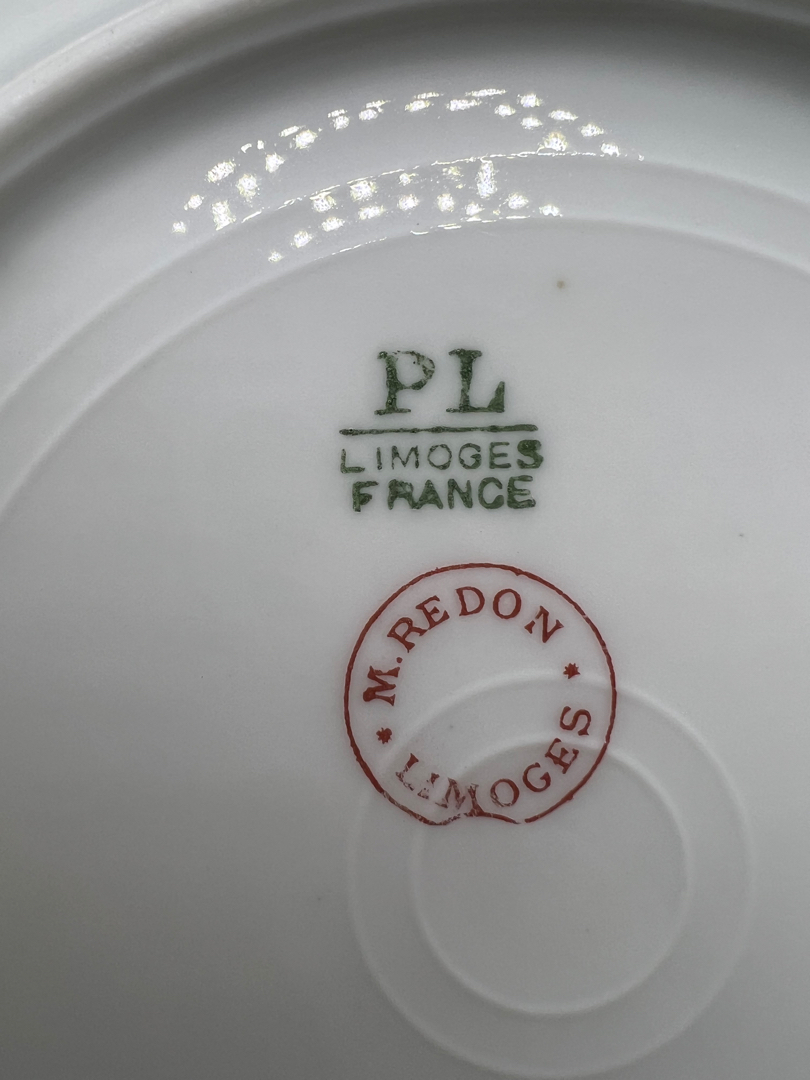 PL
LIMOGES
FRANCE
M. REDON
* LIMOGES *